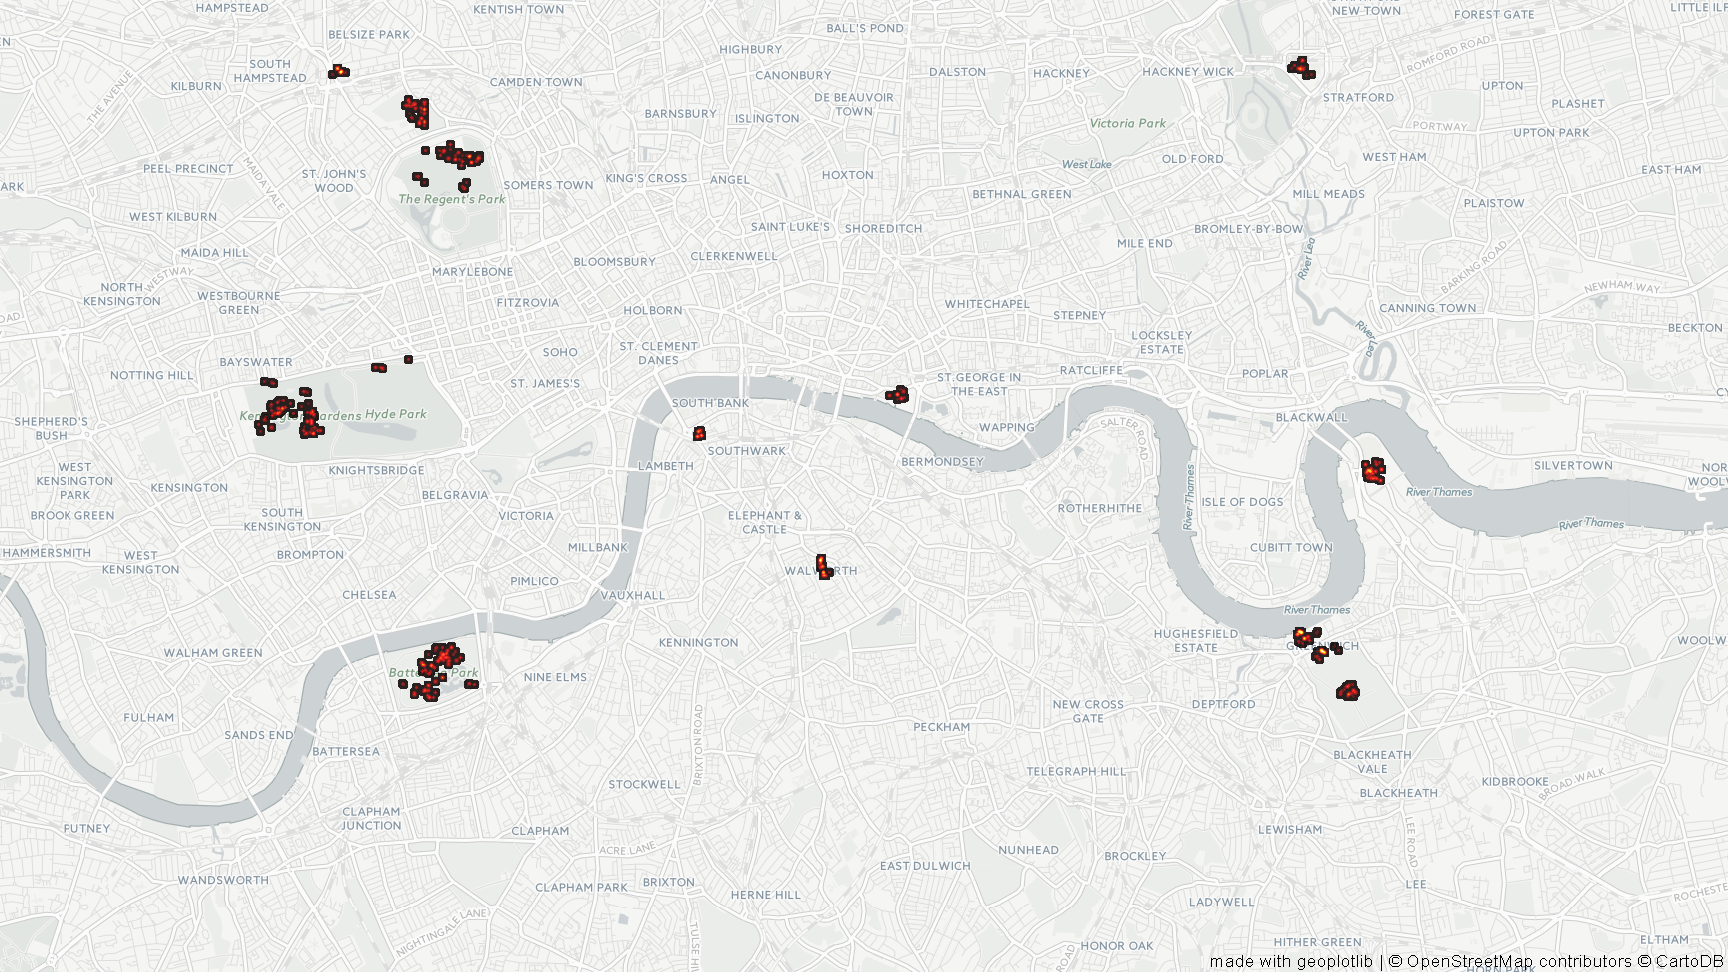 HAMPSTEAD
BELSIZE PARK
KENTISH TOWN
BALL'S POND
NEW TOWN
FOREST GATE
LITTLE ILF
HIGHBURY
SOUTH
HAMPSTEAD
KILBURN
THE AVENUE
CAMDEN TOWN
CANONBURY
DALSTON
HACKNEY
HACKNEY WICK
ROMFORD ROAD
UPTON
DE BEAUVOIR
TOWN
BARNSBURY
ISLINGTON
STRATFORD
PLASHET
Victoria Park
PORTWAY
UPTON PARK
PEEL PRECINCT
MAIDA VALE
ST. JOHN'S
WOOD
SOMERS TOWN
KING'S CROSS
ANGEL
HOXTON
West Lake
OLD FORD
WEST HAM
EAST HAM
ARK
The Regent's Park
BETHNAL GREEN
MILL MEADS
PLAISTOW
WEST KILBURN
SAINT LUKE'S
SHOREDITCH
BROMLEY-BY-BOW
MAIDA HILL
MILE END
River Lea
BARKING ROAD
WESTWAY
MARYLEBONE
BLOOMSBURY
CLERKENWELL
NORTH
KENSINGTON
WESTBOURNE
GREEN
FITZROVIA
HOLBORN
WHITECHAPEL
STEPNEY
CANNING TOWN
NEWHAM WAY
ROAD
BECKTON
LOCKSLEY
ESTATE
River Lea
ST. CLEMENT
DANES
SOHO
BAYSWATER
NOTTING HILL
ST. JAMES'S
ST.GEORGE IN
THE EAST
RATCLIFFE
POPLAR
SOUTH BANK
Hyde Park
SHEPHERD'S
BUSH
WAPPING
SALTER ROAD
BLACKWALL
SOUTHWARK
LAMBETH
BERMONDSEY
KNIGHTSBRIDGE
WEST
KENSINGTON
PARK
KENSINGTON
BELGRAVIA
SILVERTOWN
River Thames
River Thames
ISLE OF DOGS
ROTHERHITHE
BROOK GREEN
SOUTH
KENSINGTON
VICTORIA
ELEPHANT &
CASTLE
River Thames
HAMMERSMITH
WEST
KENSINGTON
BROMPTON
MILLBANK
CUBITT TOWN
PIMLICO
WALWORTH
CHELSEA
VAUXHALL
River Thames
KENNINGTON
HUGHESFIELD
ESTATE
GREENWICH
WOOLW
WALHAM GREEN
Battersea Park
NINE ELMS
FULHAM
BRIXTON ROAD
NEW CROSS
GATE
DEPTFORD
SANDS END
BATTERSEA
PECKHAM
BLACKHEATH
VALE
STOCKWELL
TELEGRAPH HILL
KIDBROOKE
BROAD WALK
BLACKHEATH
CLAPHAM
JUNCTION
CLAPHAM
LEWISHAM
ACRE LANE
NUNHEAD
BROCKLEY
LEE ROAD
WANDSWORTH
CLAPHAM PARK
BRIXTON
HERNE HILL
EAST DULWICH
LEE
ROCHESTE
NIGHTINGALE LANE
LADYWELL
HONOR OAK
HITHER GREEN
ELTHAM
made with geoplotlib | © OpenStreetMap contributors © CartoDB